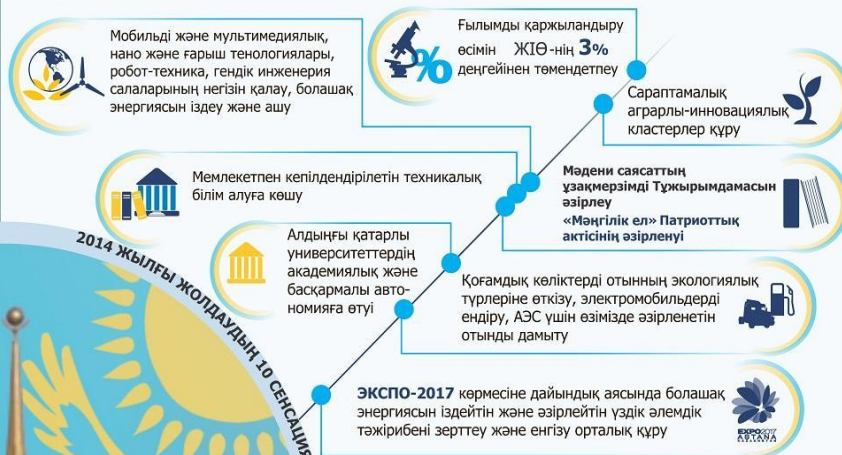 Мобильді және мультимедиялық,
нано және ғарыш тенологиялары,
робот-техника, гендік инженерия
салаларының негізін қалау, болашақ
энергиясын іздеу және ашу
Ғылымды қаржыландыру
өсімін ЖІӨ-нің 3%
деңгейінен төмендетпеу
%
Сараптамалық
аграрлы-инновациялық
кластерлер құру
Мемлекетпен кепілдендірілетін техникалық
білім алуға көшу
Мәдени саясаттың
ұзақмерзімді Тұжырымдамасын
әзірлеу
«Мәңгілік ел» Патриоттық
актісінің әзірленуі
Алдыңғы қатарлы
университеттердің
академиялық және
басқармалы авто-
номияға өтуі
Қоғамдық көліктерді отынның экологиялық
түрлеріне өткізу, электромобильдерді
ендіру, АЭС үшін өзімізде әзірленетін
отынды дамыту
ЭКСПО-2017 көрмесіне дайындық аясында болашақ
энергиясын іздейтін және әзірлейтін үздік әлемдік
тәжірибені зерттеу және енгізу орталық құру
EXPO 2017
ASTANA
2014 ЖЫЛҒЫ ЖОЛДАУДЫҢ 10 СЕНСАЦИЯ